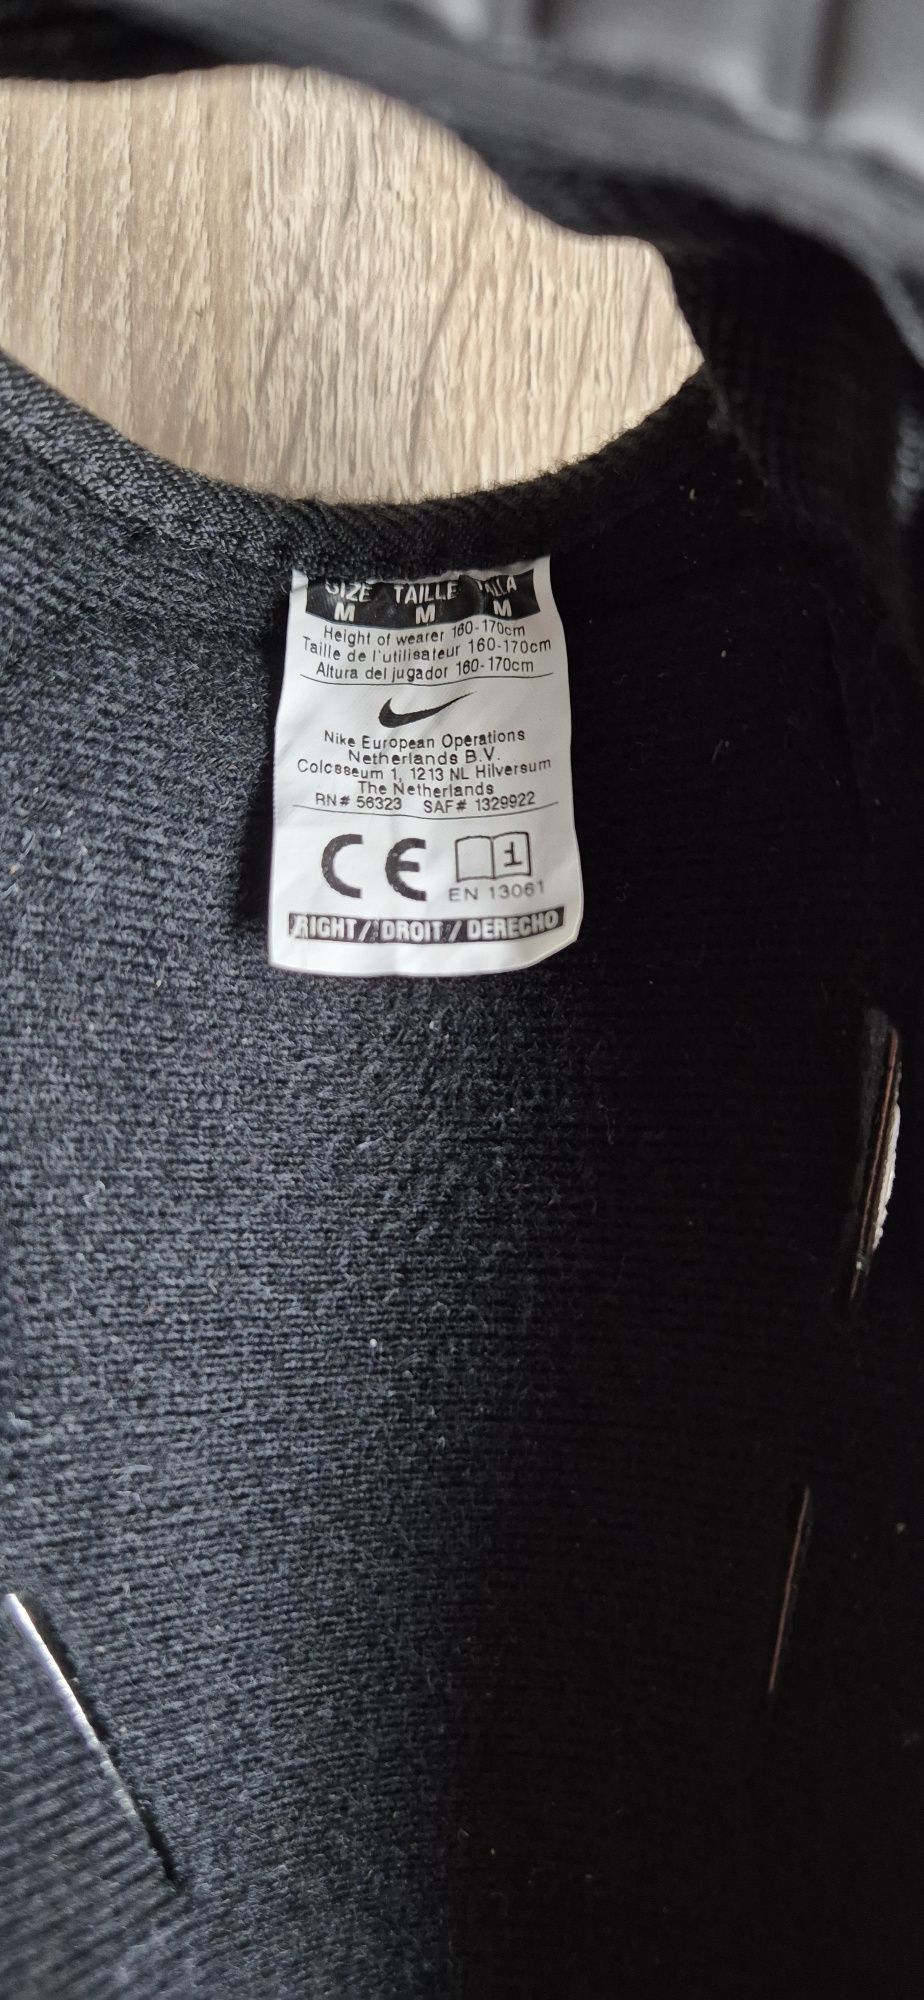 SIZE TAILLE TALLA
M M M
Height of wearer 160-170cm
Taille de l'utilisateur 160-170cm
Altura del jugador 160-170cm
Nike European Operations
Netherlands B.V.
Colosseum 1, 1213 NL Hilversum
The Netherlands
RN# 56323 SAF# 1329922
CE i
EN 13061
RIGHT / DROIT / DERECHO